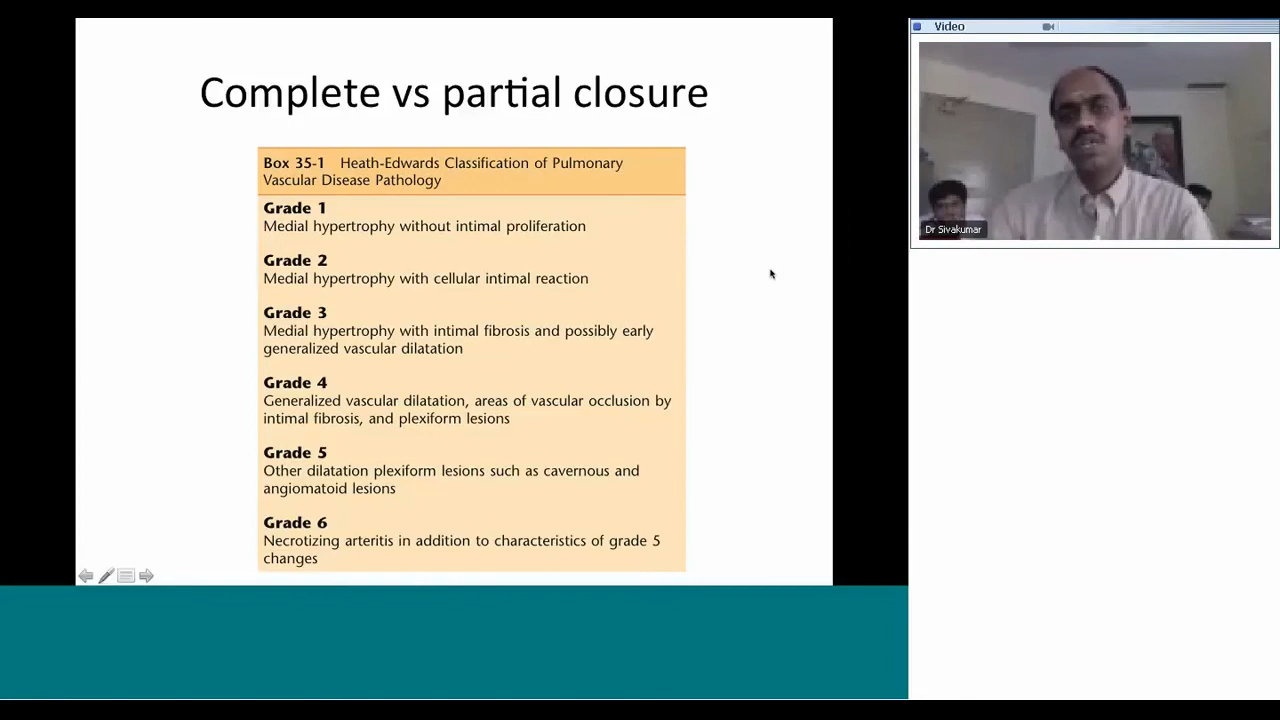 Complete vs partial closure
Box 35-1 Heath-Edwards Classification of Pulmonary
Vascular Disease Pathology
Grade 1
Medial hypertrophy without intimal proliferation
Grade 2
Medial hypertrophy with cellular intimal reaction
Grade 3
Medial hypertrophy with intimal fibrosis and possibly early
generalized vascular dilatation
Grade 4
Generalized vascular dilatation, areas of vascular occlusion by
intimal fibrosis, and plexiform lesions
Grade 5
Other dilatation plexiform lesions such as cavernous and
angiomatoid lesions
Grade 6
Necrotizing arteritis in addition to characteristics of grade 5
changes
Video
Dr Sivakumar